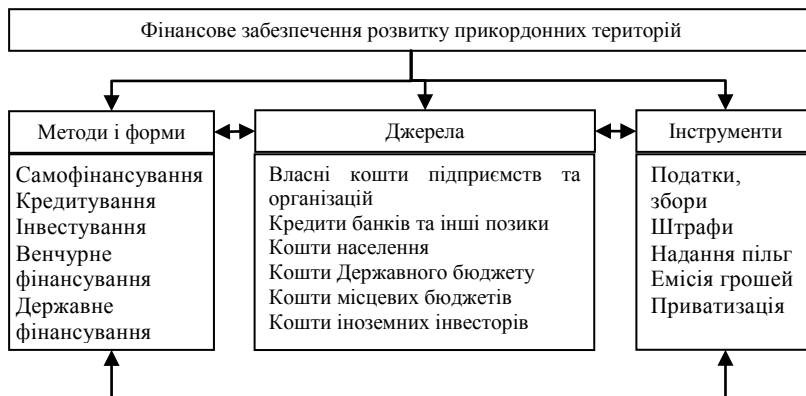 Фінансове забезпечення розвитку прикордонних територій
Методи і форми
Самофінансування
Кредитування
Інвестування
Венчурне
фінансування
Державне
фінансування
Джерела
Власні кошти підприємств та
організацій
Кредити банків та інші позики
Кошти населення
Кошти Державного бюджету
Кошти місцевих бюджетів
Кошти іноземних інвесторів
Інструменти
Податки,
збори
Штрафи
Надання пільг
Емісія грошей
Приватизація